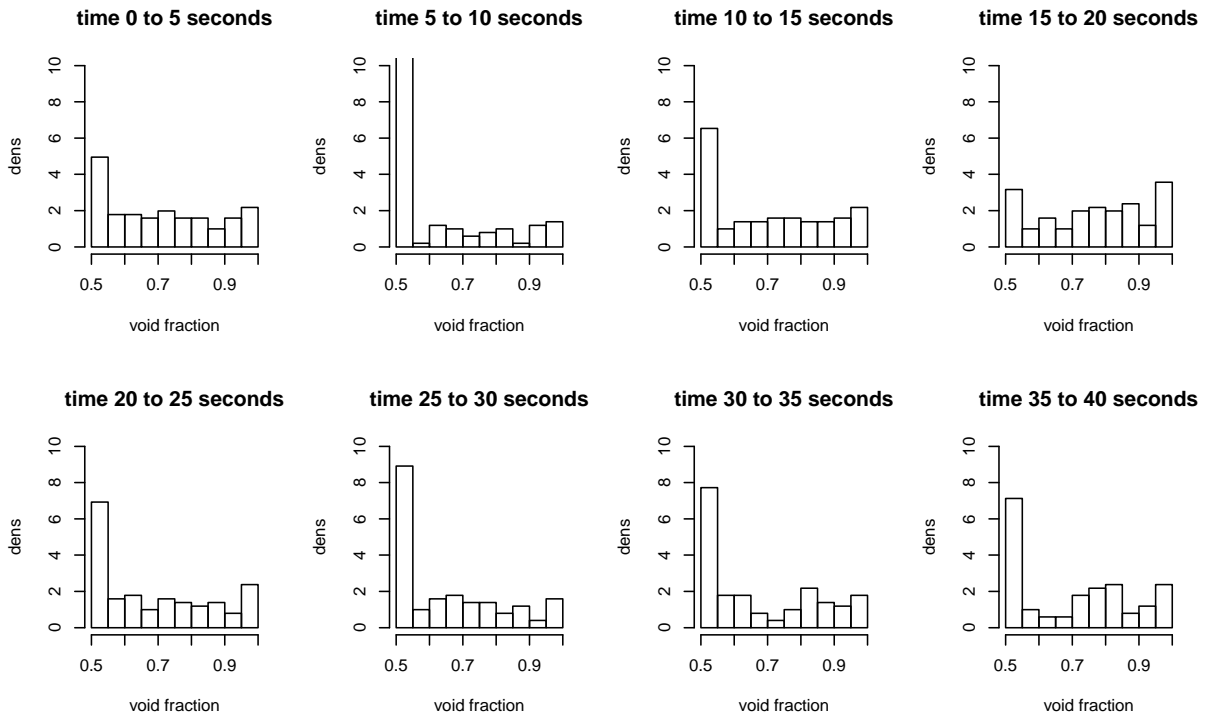 time 0 to 5 seconds
dens
0 2 4 6 8 10
0.5 0.7 0.9
void fraction
time 5 to 10 seconds
dens
0 2 4 6 8 10
0.5 0.7 0.9
void fraction
time 10 to 15 seconds
dens
0 2 4 6 8 10
0.5 0.7 0.9
void fraction
time 15 to 20 seconds
dens
0 2 4 6 8 10
0.5 0.7 0.9
void fraction
time 20 to 25 seconds
dens
0 2 4 6 8 10
0.5 0.7 0.9
void fraction
time 25 to 30 seconds
dens
0 2 4 6 8 10
0.5 0.7 0.9
void fraction
time 30 to 35 seconds
dens
0 2 4 6 8 10
0.5 0.7 0.9
void fraction
time 35 to 40 seconds
dens
0 2 4 6 8 10
0.5 0.7 0.9
void fraction